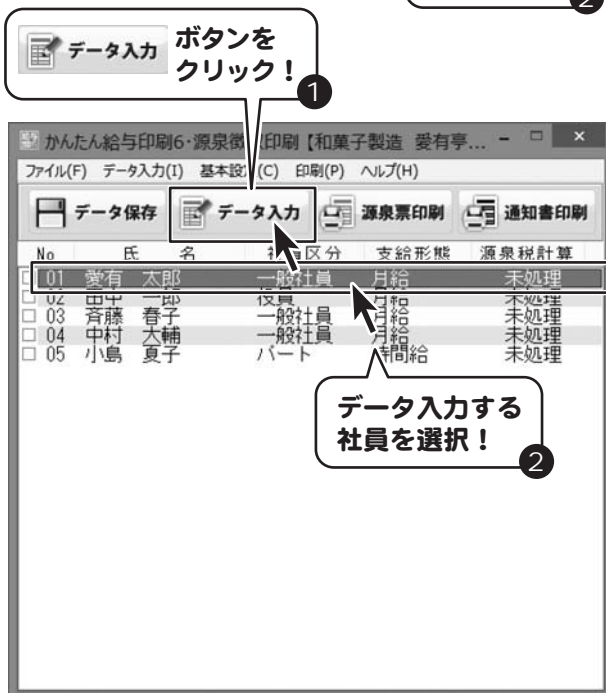 2
データ入力 ボタンを
クリック!
1
かんたん給与印刷6・源泉徴 印刷【和菓子製造 愛有亭...
ファイル(F) データ入力(I) 基本設 (C) 印刷(P) ヘルプ(H)
データ保存 データ入力 源泉票印刷 通知書印刷
No 氏 名 社員区分 支給形態 源泉税計算
01 愛有 太郎 一般社員 月給 未処理
02 田中 一郎 役員 月給 未処理
03 斉藤 春子 一般社員 月給 未処理
04 中村 大輔 一般社員 月給 未処理
05 小島 夏子 パート 時間給 未処理
データ入力する
社員を選択!
2